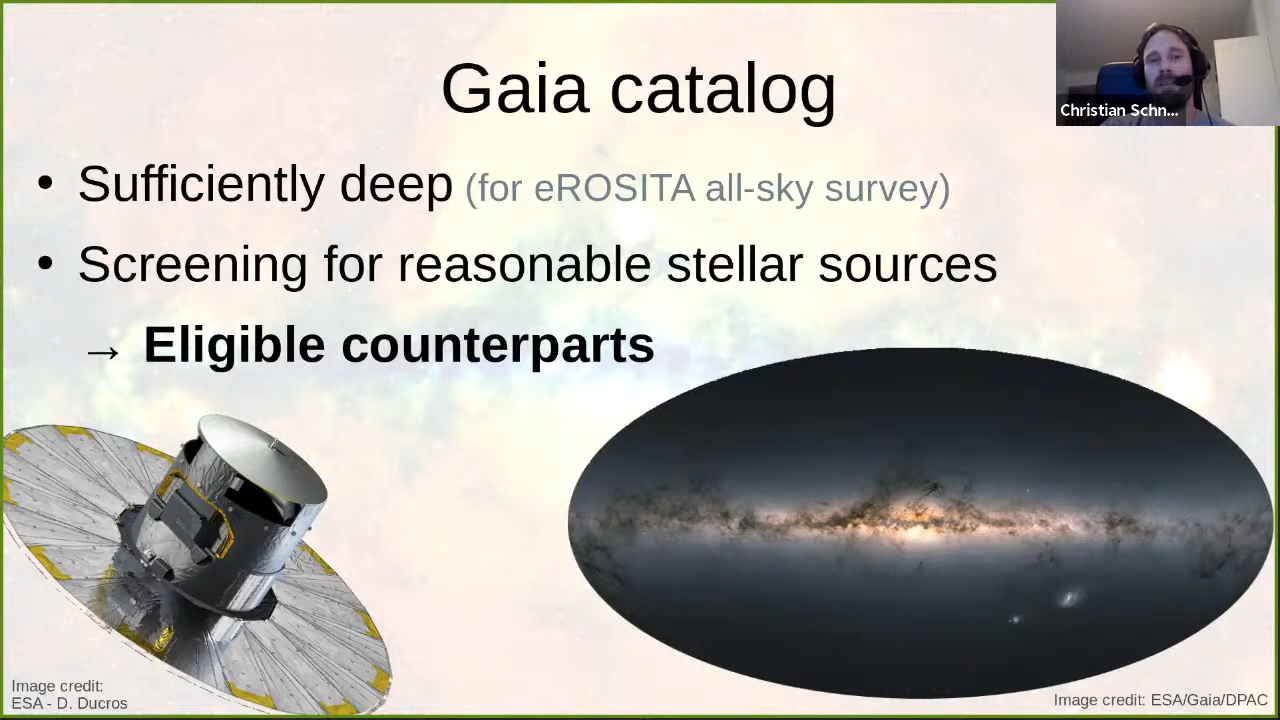 Gaia catalog
Christian Schn...
• Sufficiently deep (for eROSITA all-sky survey)
• Screening for reasonable stellar sources
→ Eligible counterparts
Image credit:
ESA - D. Ducros
Image credit: ESA/Gaia/DPAC